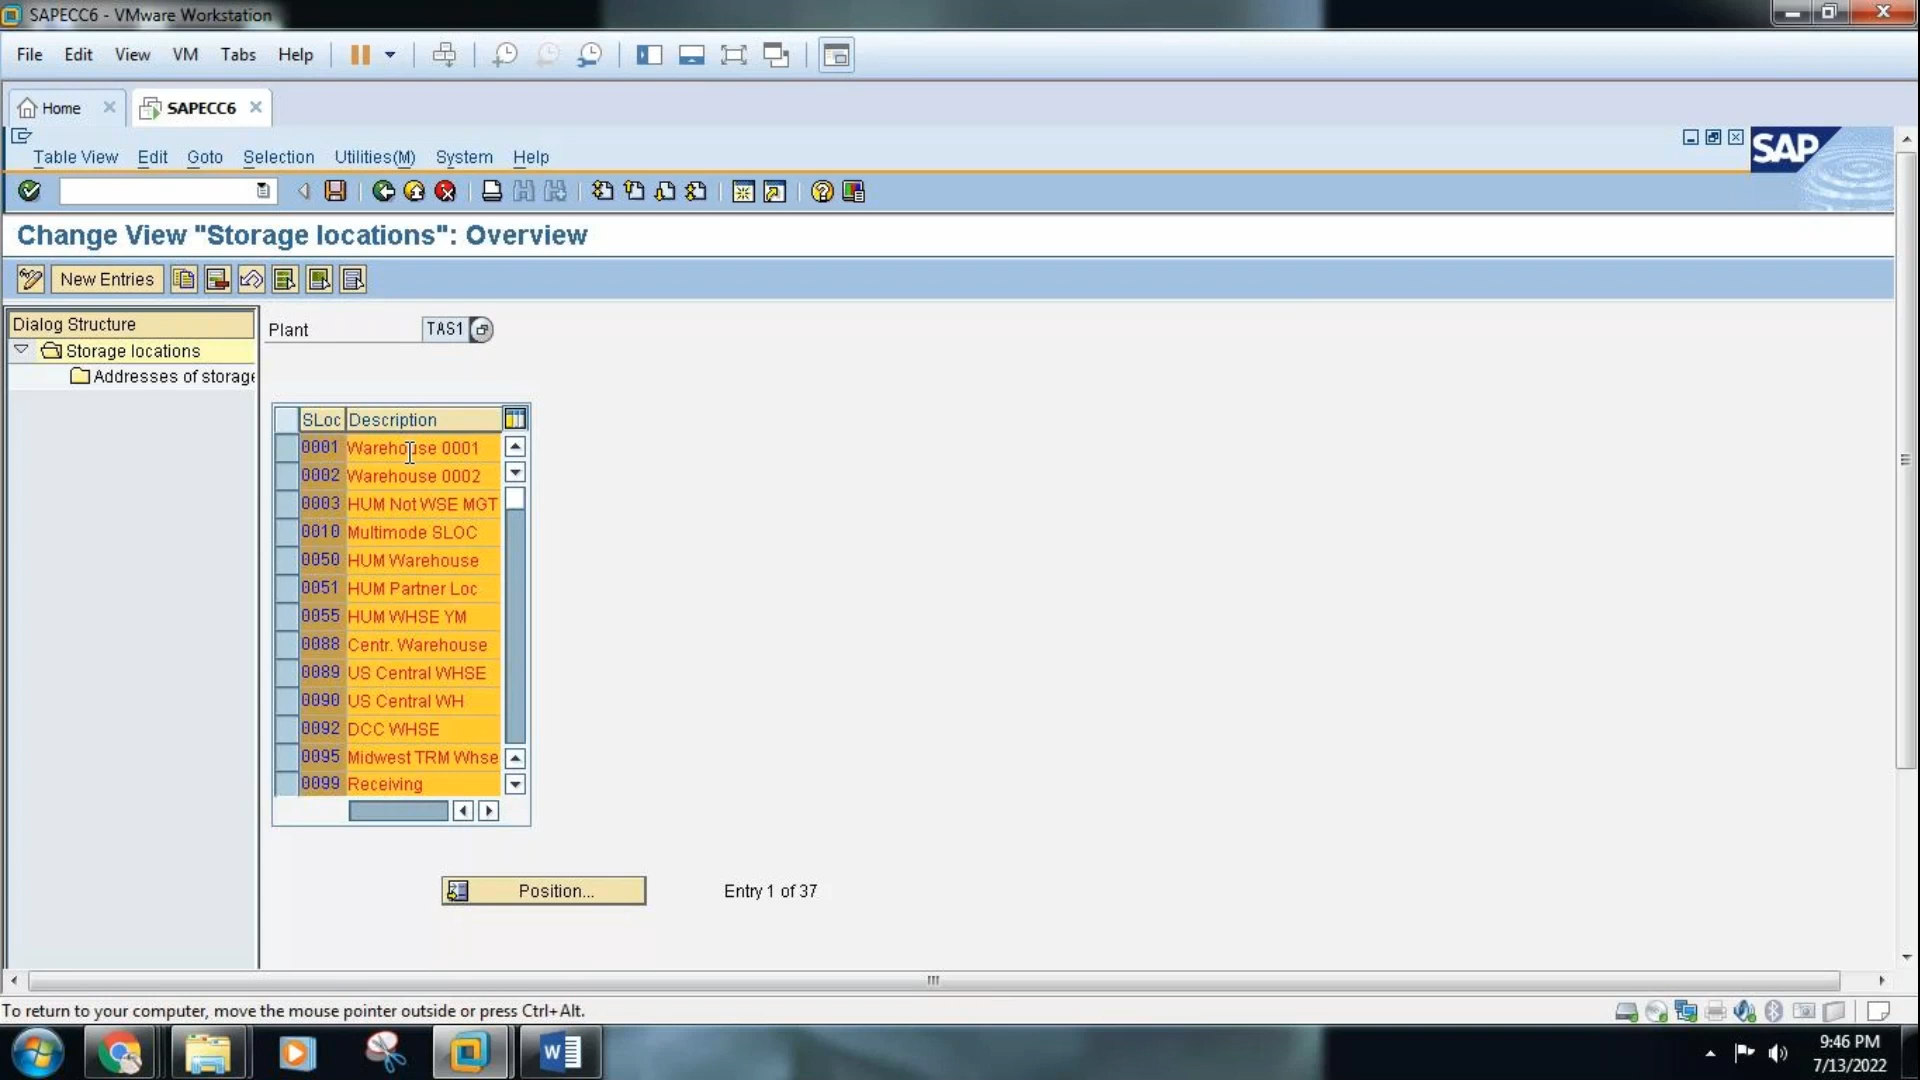 SAPECC6 - VMware Workstation
File Edit View VM Tabs Help
Home SAPECC6
Table View Edit Goto Selection Utilities(M) System Help
SAP
Change View "Storage locations": Overview
New Entries
Dialog Structure
Storage locations
Addresses of storage
Plant TAS1
SLoc Description
0001 Warehouse 0001
0002 Warehouse 0002
0003 HUM Not WSE MGT
0010 Multimode SLOC
0050 HUM Warehouse
0051 HUM Partner Loc
0055 HUM WHSE YM
0088 Centr. Warehouse
0089 US Central WHSE
0090 US Central WH
0092 DCC WHSE
0095 Midwest TRM Whse
0099 Receiving
Position... Entry 1 of 37
To return to your computer, move the mouse pointer outside or press Ctrl+Alt.
W
9:46 PM
7/13/2022